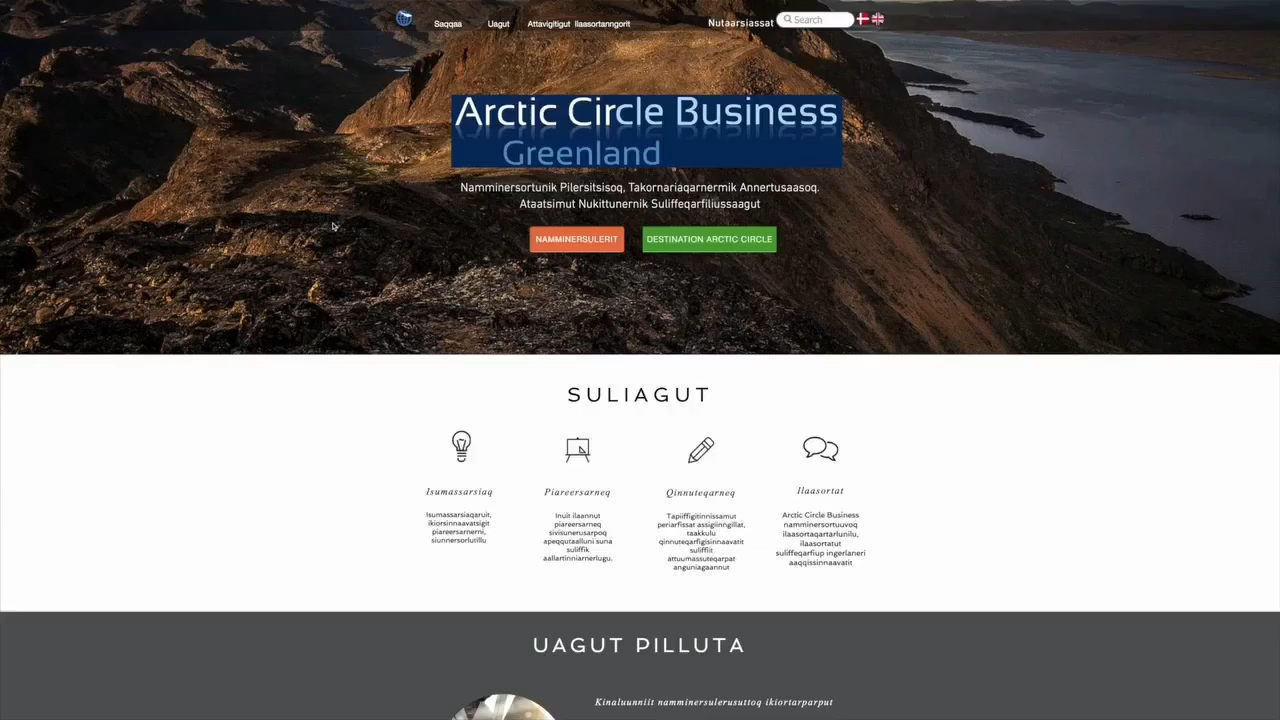 Saqqaa Uagut Attavigitigut Ilaasortanngorit Nutaarsiassat Search
Arctic Circle Business
Greenland
Namminersortunik Pilersitsisoq, Takornariaqarnermik Annertusaasoq.
Ataatsimut Nukittunernik Suliffeqarfiliussaagut
NAMMINERSULERIT DESTINATION ARCTIC CIRCLE
SULIAGUT
Isumassarsiaq
Isumassarsiaqaruit,
ikiorsinnaavatsigit
piareersarnerni,
siunnersorlutillu
Piareersarneq
Inuit ilaannut
piareersarneq
sivisunerusarpoq
apeqqutaalluni suna
suliffik
aallartinniarnerlugu.
Qinnuteqarneq
Tapiiffigitinnissamut
periarfissat assigiinngillat,
taakkulu
qinnuteqarfigisinnaavatit
suliffiit
attuumassuteqarpat
anguniagaannut
Ilaasortat
Arctic Circle Business
namminersortuuvoq
ilaasortaqartarlunilu,
ilaasortatut
suliffeqarfiup ingerlaneri
aaqqissinnaavatit
UAGUT PILLUTA
Kinaluunniit namminersulerusuttoq ikiortarparput